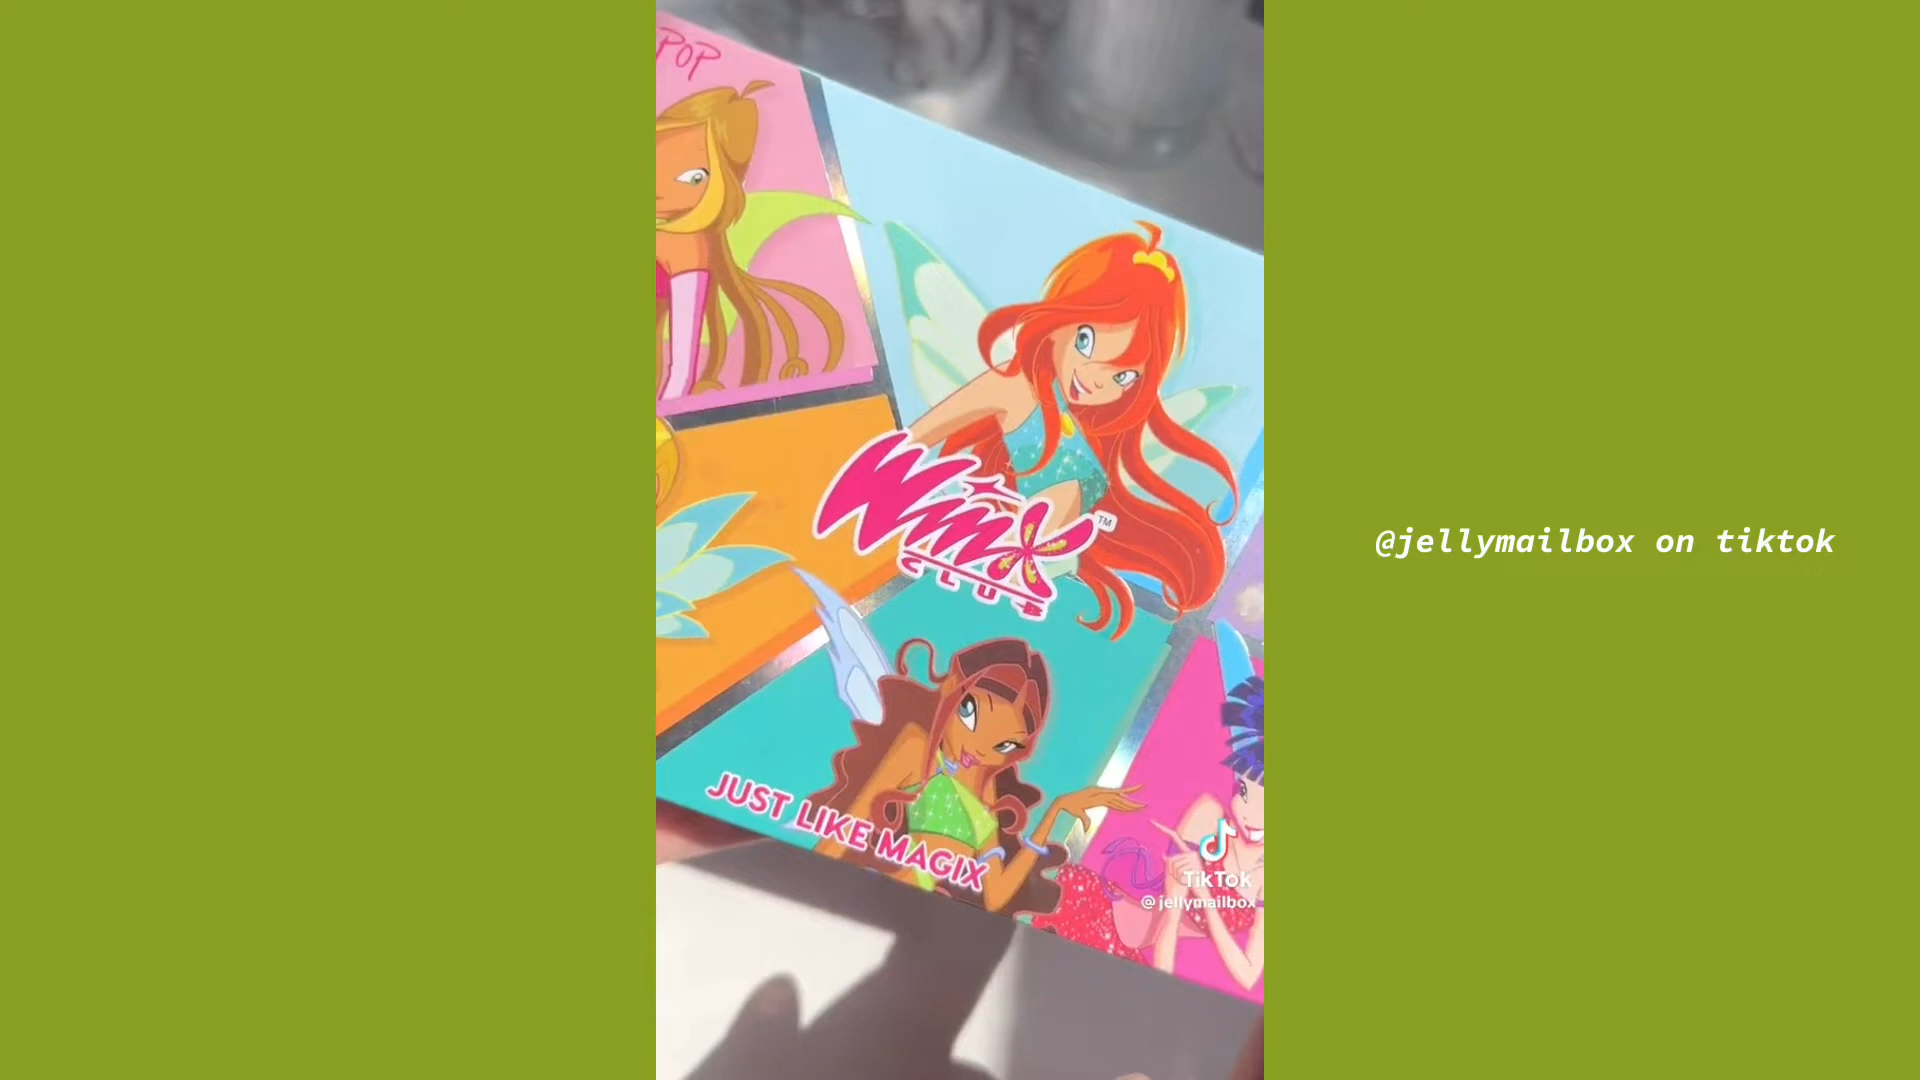 POP
Winx
™
CLUB
@jellymailbox on tiktok
JUST LIKE MAGIX
TikTok
@jellymailbox